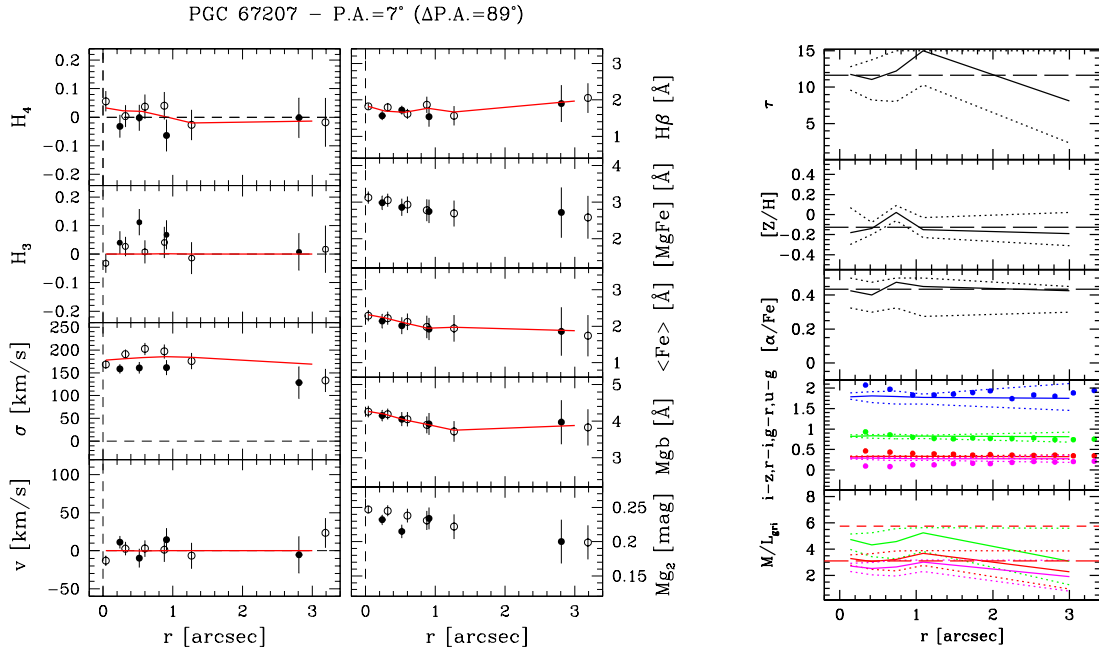 PGC 67207 − P.A.=7° (ΔP.A.=89°)
H₄
0.2
0.1
0
−0.1
−0.2
H₃
0.2
0.1
0
−0.1
−0.2
σ [km/s]
250
200
150
100
50
0
v [km/s]
100
50
0
−50
0 1 2 3
r [arcsec]
Hβ [Å]
3
2
1
[MgFe] [Å]
4
3
2
<Fe> [Å]
3
2
1
Mgb [Å]
5
4
3
Mg₂ [mag]
0.25
0.2
0.15
0 1 2 3
r [arcsec]
τ
15
10
5
[Z/H]
0.4
0.2
0
−0.2
−0.4
[α/Fe]
0.4
0.2
0
i−z,r−i,g−r,u−g
2
1.5
1
0.5
0
M/L_gri
8
6
4
2
0 1 2 3
r [arcsec]